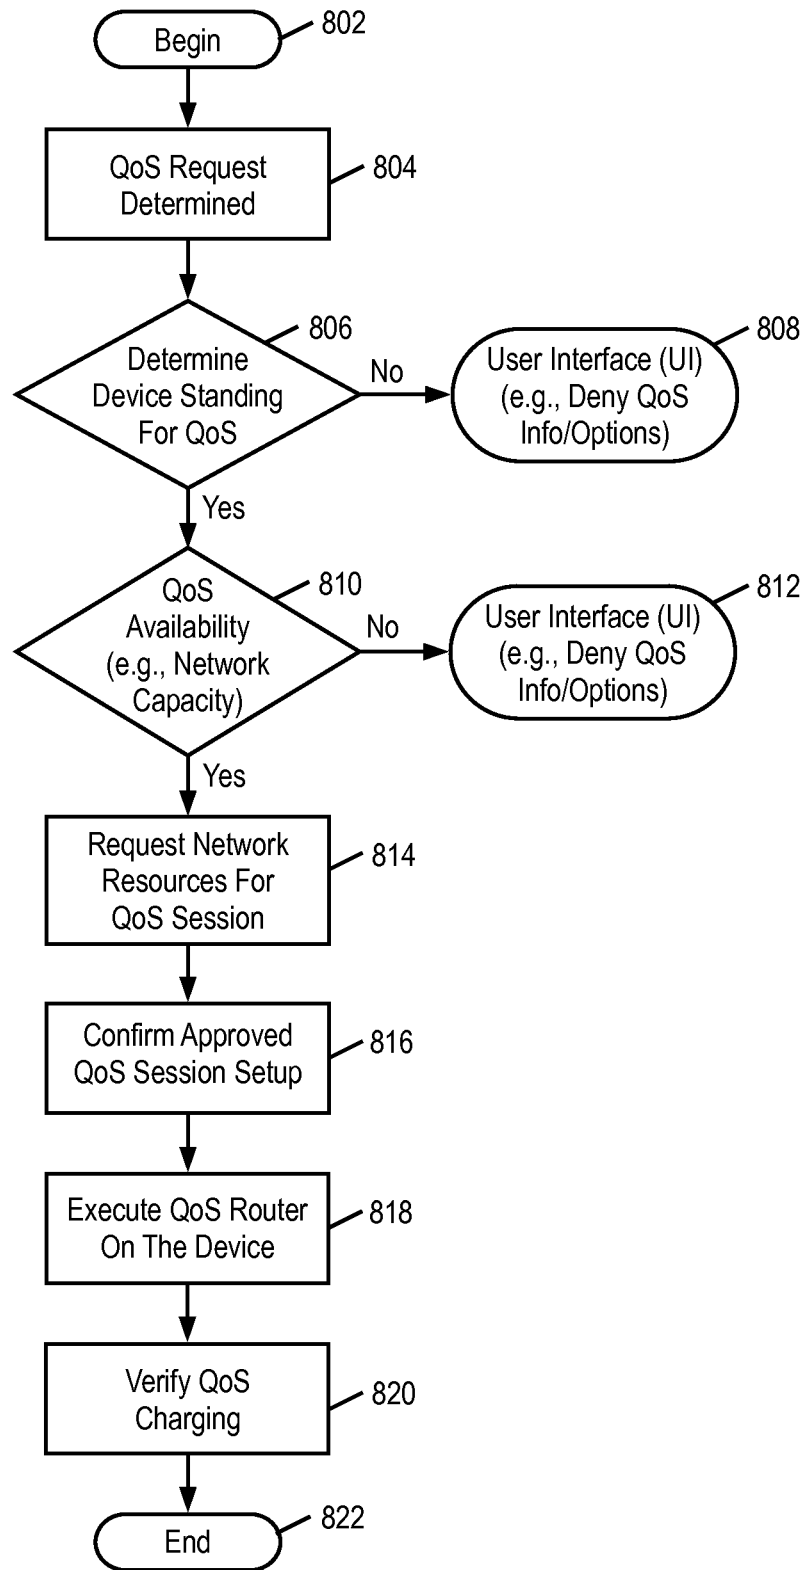 Begin
802
QoS Request
Determined
804
806
Determine
Device Standing
For QoS
No
User Interface (UI)
(e.g., Deny QoS
Info/Options)
808
Yes
810
QoS
Availability
(e.g., Network
Capacity)
No
User Interface (UI)
(e.g., Deny QoS
Info/Options)
812
Yes
Request Network
Resources For
QoS Session
814
Confirm Approved
QoS Session Setup
816
Execute QoS Router
On The Device
818
Verify QoS
Charging
820
End
822